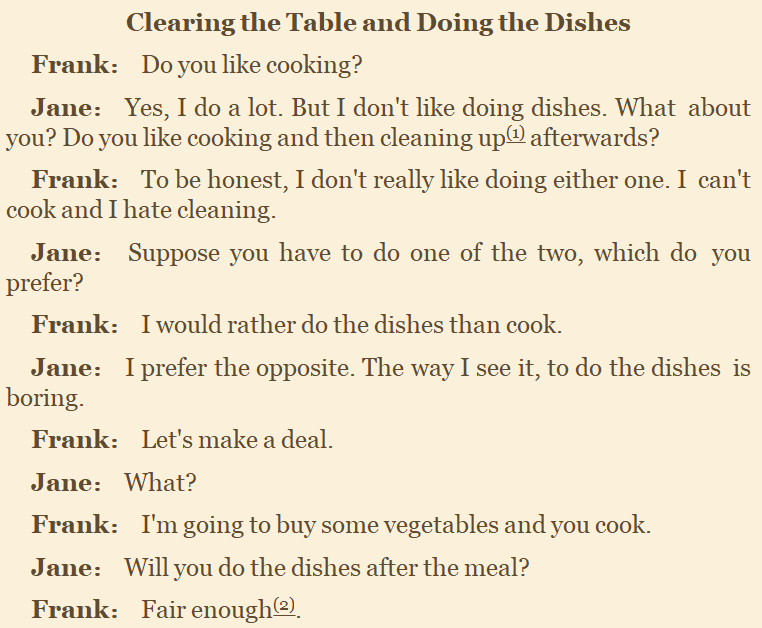 Clearing the Table and Doing the Dishes
Frank： Do you like cooking?
Jane： Yes, I do a lot. But I don't like doing dishes. What about
you? Do you like cooking and then cleaning up(1) afterwards?
Frank： To be honest, I don't really like doing either one. I can't
cook and I hate cleaning.
Jane： Suppose you have to do one of the two, which do you
prefer?
Frank： I would rather do the dishes than cook.
Jane： I prefer the opposite. The way I see it, to do the dishes is
boring.
Frank： Let's make a deal.
Jane： What?
Frank： I'm going to buy some vegetables and you cook.
Jane： Will you do the dishes after the meal?
Frank： Fair enough(2).